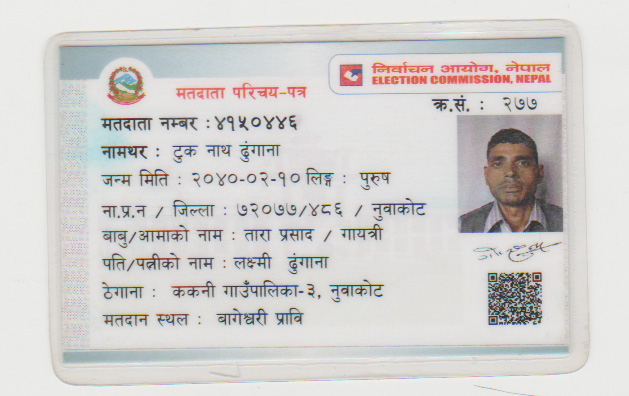 निर्वाचन आयोग, नेपाल
ELECTION COMMISSION, NEPAL
मतदाता परिचय-पत्र
क्र.सं. : २७७
मतदाता नम्बर : ४१५०४४६
नामथर : टुक नाथ ढुंगाना
जन्म मिति : २०४०-०२-१० लिङ्ग : पुरुष
ना.प्र.न / जिल्ला : ७२०७७/४८६ / नुवाकोट
बाबु/आमाको नाम : तारा प्रसाद / गायत्री
पति/पत्नीको नाम : लक्ष्मी ढुंगाना
ठेगाना : ककनी गाउँपालिका-३, नुवाकोट
मतदान स्थल : बागेश्वरी प्रावि